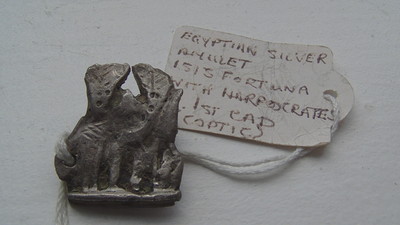 EGYPTIAN SILVER
AMULET
ISIS FORTUNA
WITH HARPOCRATES
1ST CAD
COPTIC